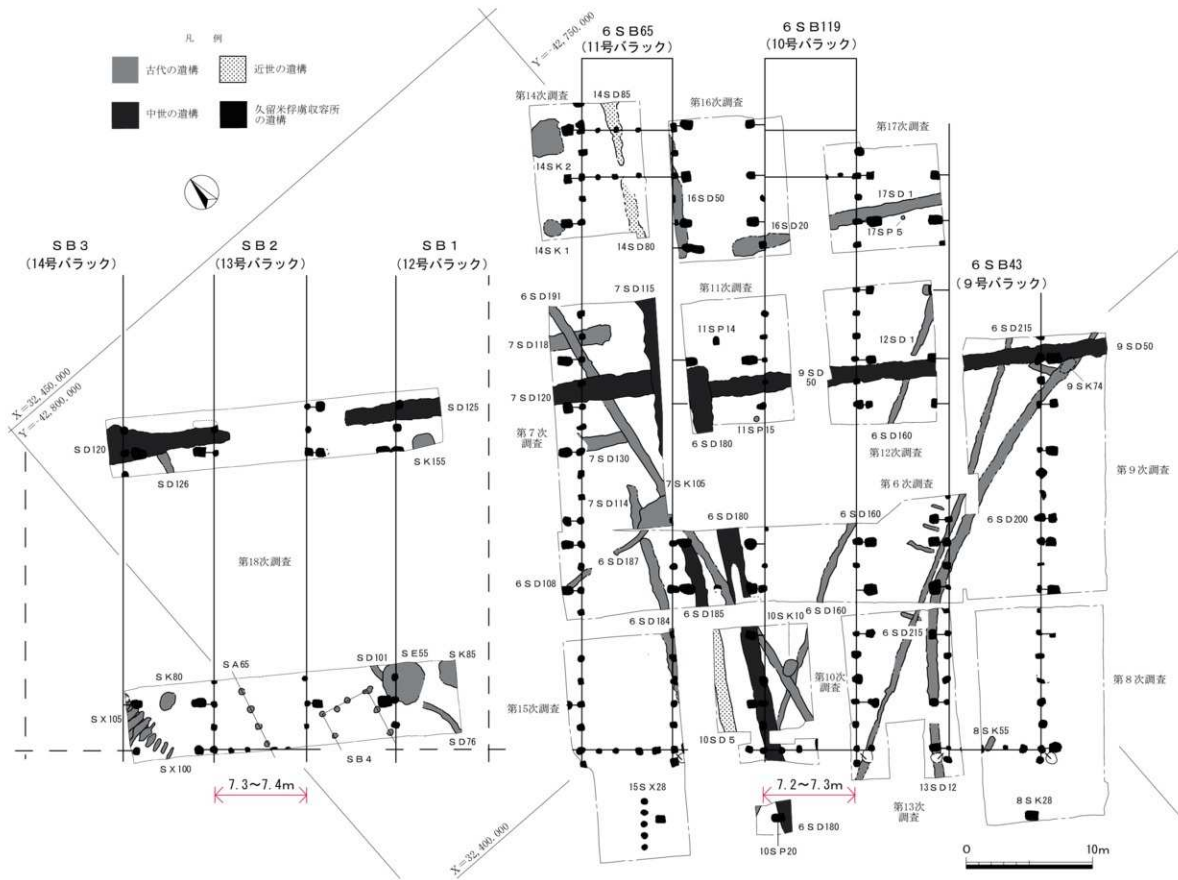 凡 例
古代の遺構
近世の遺構
中世の遺構
久留米俘虜収容所
の遺構
Y=-42,750.000
6SB65
(11号バラック)
6SB119
(10号バラック)
第14次調査
14SD85
第16次調査
第17次調査
14SK2
16SD50
17SD1
14SK1
14SD80
16SD20
17SP5
SB3
(14号バラック)
SB2
(13号バラック)
SB1
(12号バラック)
6SB43
(9号バラック)
6SD191
7SD115
第11次調査
11SP14
12SD1
6SD215
7SD118
9SD50
9SD
50
9SK74
X=32,450.000
Y=-42,800.000
7SD120
SD125
11SP15
6SD180
6SD160
第7次
調査
第12次調査
SD120
7SD130
SK155
SD126
7SK105
第6次調査
第9次調査
7SD114
6SD180
6SD160
6SD200
第18次調査
6SD187
6SD108
6SD185
6SD160
6SD184
10SK10
6SD215
SA65
SD101
SE55
SK85
SK80
第10次
調査
第8次調査
SX105
第15次調査
SX100
SB4
SD76
10SD5
8SK55
7.3~7.4m
7.2~7.3m
13SD12
15SX28
第13次
調査
8SK28
6SD180
10SP20
X=32,400.000
0
10m